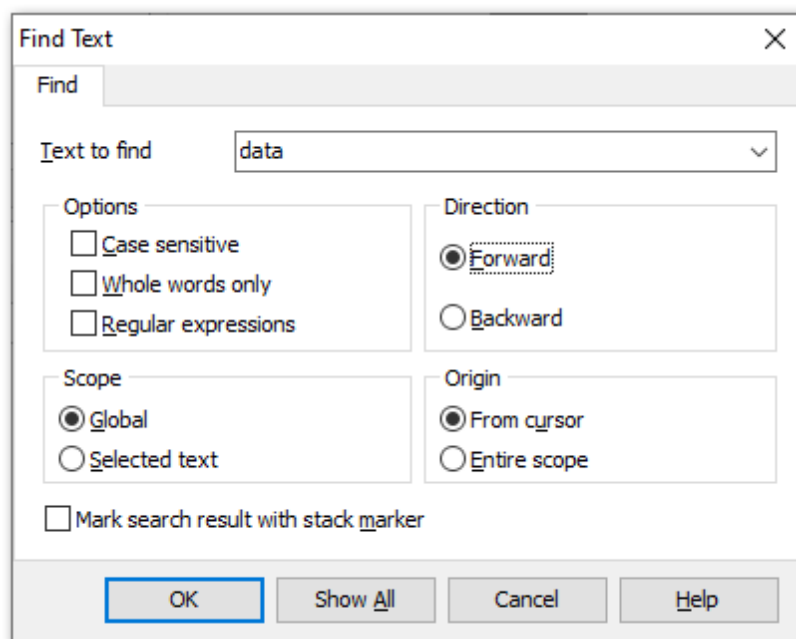 Find Text
Find
Text to find data
Options
Case sensitive
Whole words only
Regular expressions
Direction
Forward
Backward
Scope
Global
Selected text
Origin
From cursor
Entire scope
Mark search result with stack marker
OK Show All Cancel Help